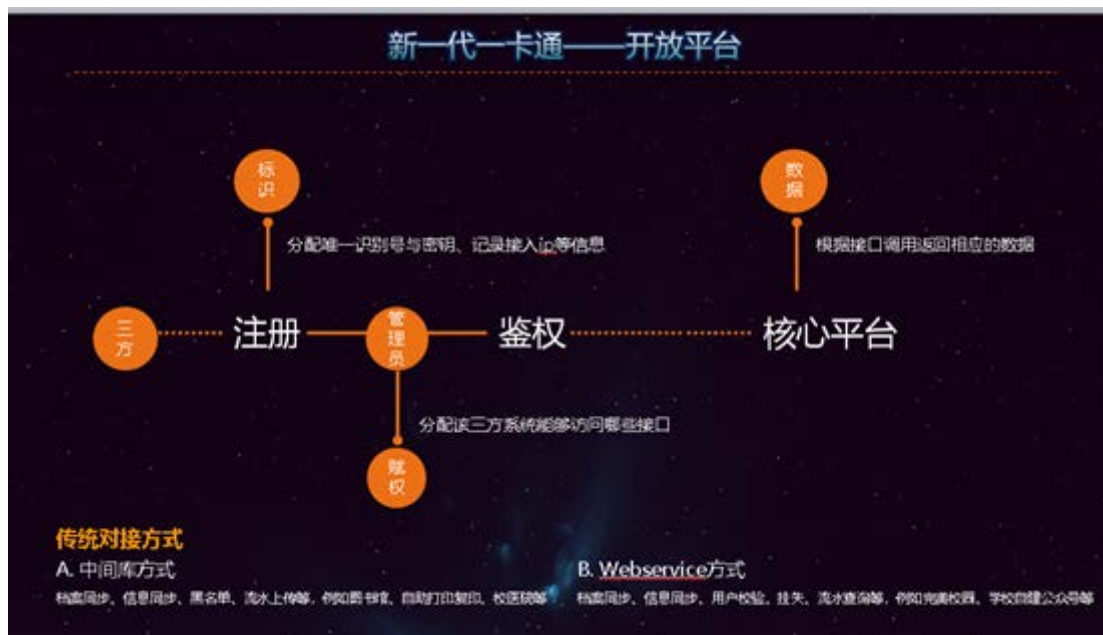 新一代一卡通——开放平台
标识
数据
分配唯一识别号与密钥、记录接入ip等信息
根据接口调用返回相应的数据
三方
注册
管理员
鉴权
核心平台
分配该三方系统能够访问哪些接口
赋权
传统对接方式
A. 中间库方式
B. Webservice方式
档案同步、信息同步、黑名单、流水上传等，例如图书馆、自助打印复印、校医院等
档案同步、信息同步、用户校验、挂失、流水查询等，例如完美校园、学校自建公众号等